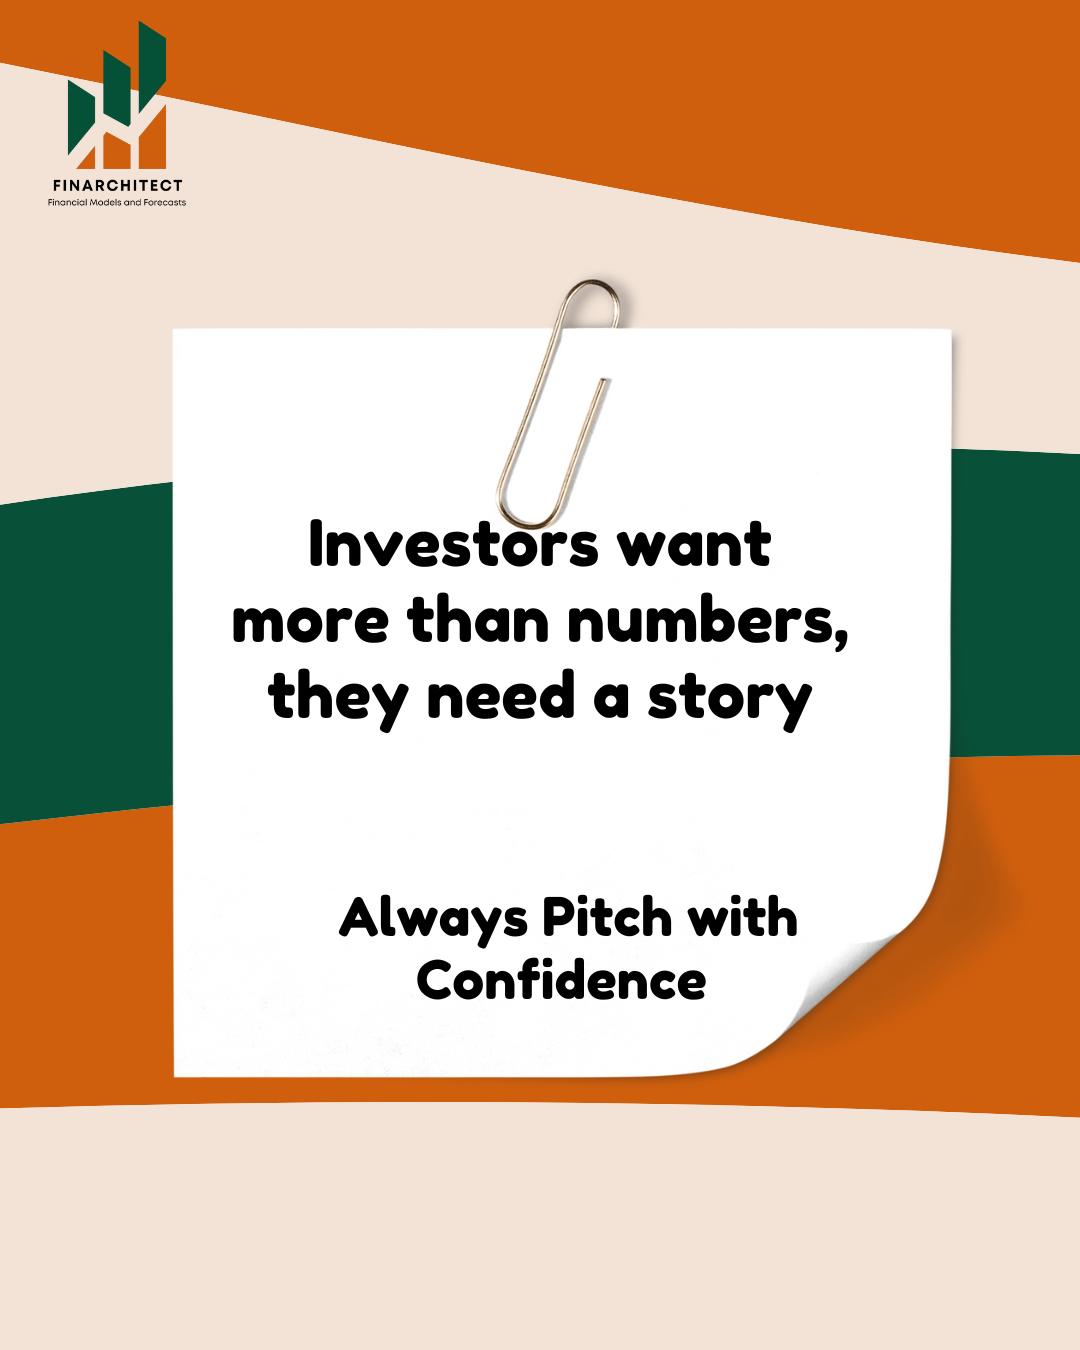 FINARCHITECT
Financial Models and Forecasts
Investors want
more than numbers,
they need a story
Always Pitch with
Confidence